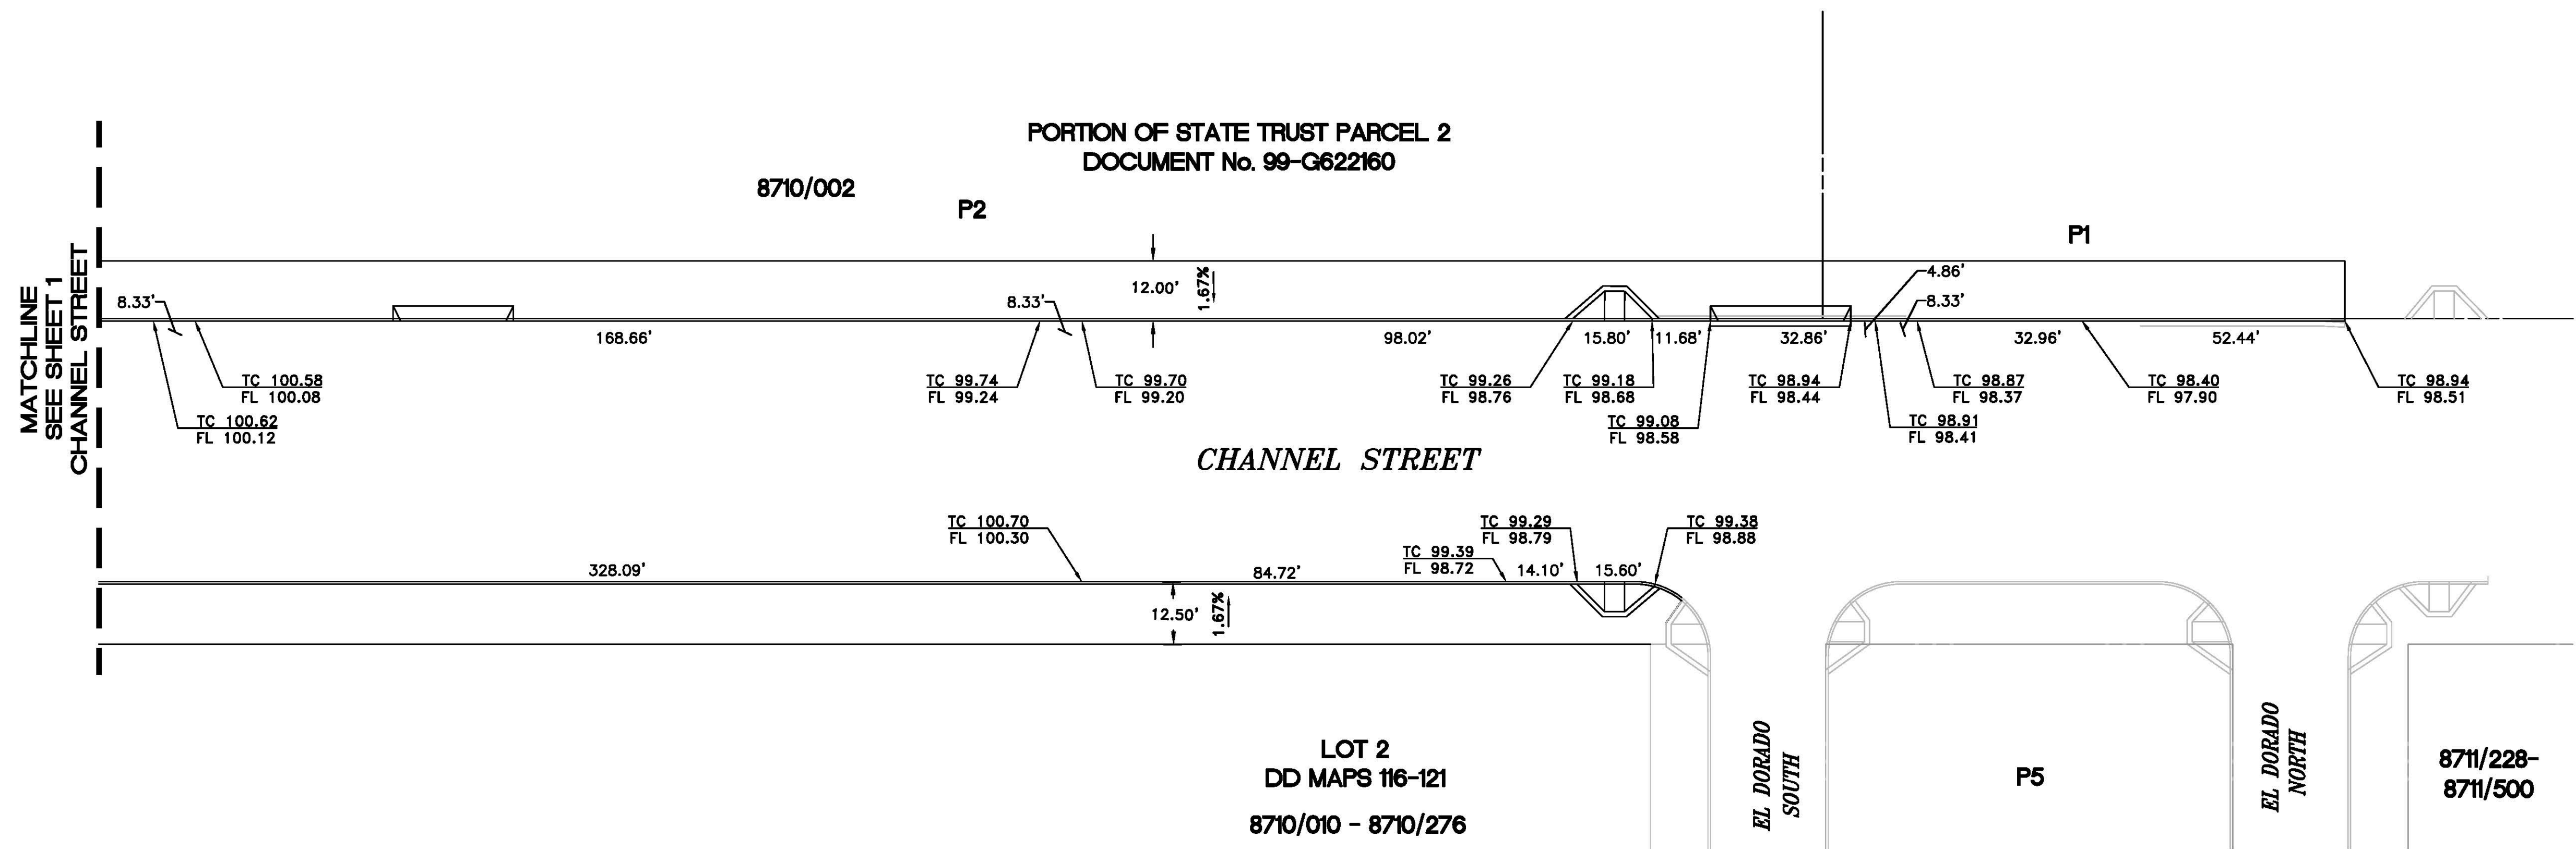 PORTION OF STATE TRUST PARCEL 2
DOCUMENT No. 99-G622160
8710/002
P2
P1
MATCHLINE
SEE SHEET 1
CHANNEL STREET
8.33'
168.66'
8.33'
12.00'
1.67%
98.02'
15.80'
11.68'
32.86'
4.86'
8.33'
32.96'
52.44'
TC 100.58
FL 100.08
TC 100.62
FL 100.12
TC 99.74
FL 99.24
TC 99.70
FL 99.20
TC 99.26
FL 98.76
TC 99.18
FL 98.68
TC 99.08
FL 98.58
TC 98.94
FL 98.44
TC 98.91
FL 98.41
TC 98.87
FL 98.37
TC 98.40
FL 97.90
TC 98.94
FL 98.51
CHANNEL STREET
TC 100.70
FL 100.30
TC 99.39
FL 98.72
TC 99.29
FL 98.79
TC 99.38
FL 98.88
328.09'
84.72'
14.10'
15.60'
12.50'
1.67%
LOT 2
DD MAPS 116-121
8710/010 - 8710/276
EL DORADO
SOUTH
P5
EL DORADO
NORTH
8711/228-
8711/500